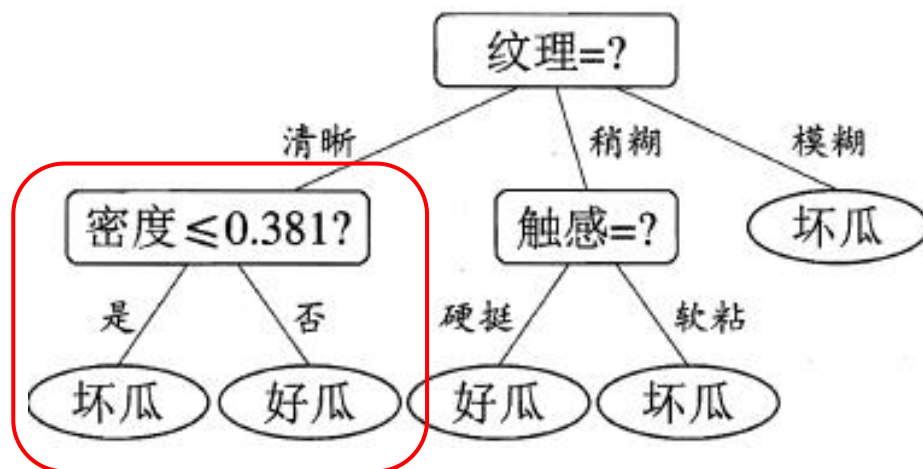 纹理=?
清晰 稍糊 模糊
密度≤0.381? 触感=? 坏瓜
是 否 硬挺 软粘
坏瓜 好瓜 好瓜 坏瓜